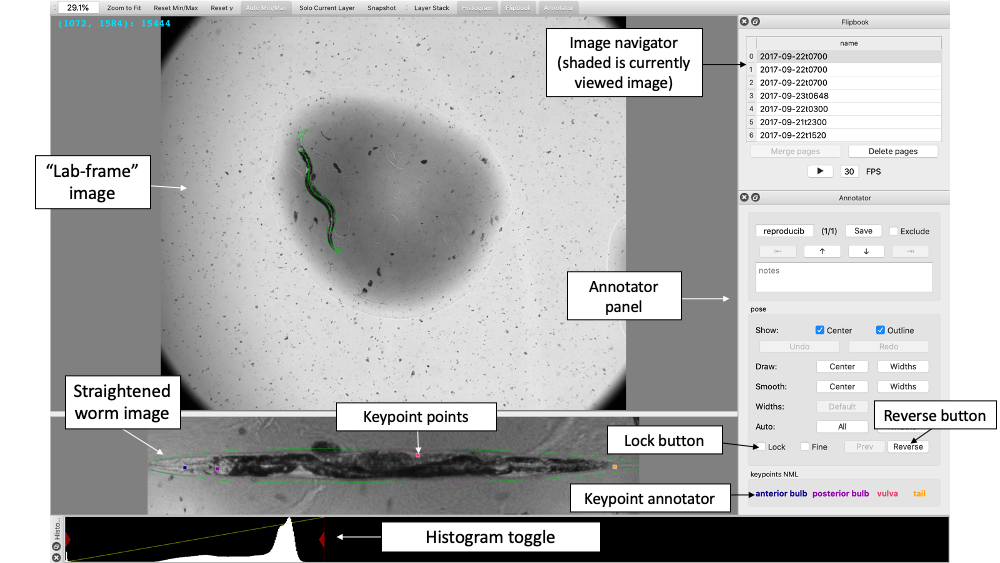 29.1% Zoom to Fit Reset Min/Max Reset γ Auto Min/Max Solo Current Layer Snapshot Layer Stack Histogram Flipbook Annotator
(1072, 1584): 15444
Image navigator
(shaded is currently
viewed image)
Flipbook
name
0 2017-09-22t0700
1 2017-09-22t0700
2 2017-09-22t0700
3 2017-09-23t0648
4 2017-09-22t0300
5 2017-09-21t2300
6 2017-09-22t1520
Merge pages Delete pages
30 FPS
"Lab-frame"
image
Annotator
reproducib (1/1) Save Exclude
notes
Annotator
panel
pose
Show: Center Outline
Undo Redo
Draw: Center Widths
Smooth: Center Widths
Widths: Default
Auto: All
Lock Fine Prev Reverse
Reverse button
Straightened
worm image
Keypoint points
Lock button
keypoints NML
Keypoint annotator
anterior bulb posterior bulb vulva tail
Histo...
Histogram toggle